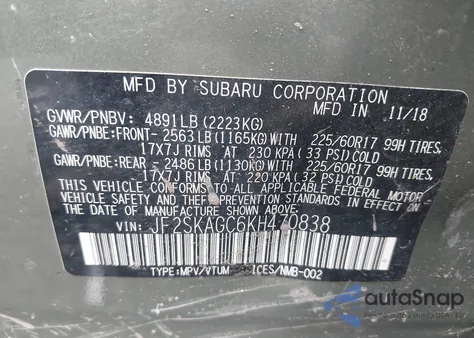 MFD BY SUBARU CORPORATION
GVWR/PNBV: 4891LB(2223KG) MFD IN 11/18
GAWR/PNBE:FRONT- 2563LB(1165KG)WITH 225/60R17 99H TIRES.
17X7J RIMS AT 230 KPA(33 PSI)COLD
GAWR/PNBE:REAR -2486LB(1130KG)WITH 225/60R17 99H TIRES.
17X7J RIMS AT 220 KPA(32 PSI)COLD
THIS VEHICLE CONFORMS TO ALL APPLICABLE FEDERAL MOTOR
VEHICLE SAFETY AND THEFT PREVENTION STANDARDS IN EFFECT ON
THE DATE OF MANUFACTURE SHOWN ABOVE.
VIN:
TYPE:MPV/VTUM ICES/NMB-002
autoSnap